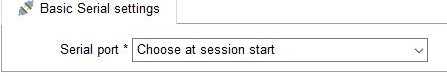 Basic Serial settings
Serial port * Choose at session start